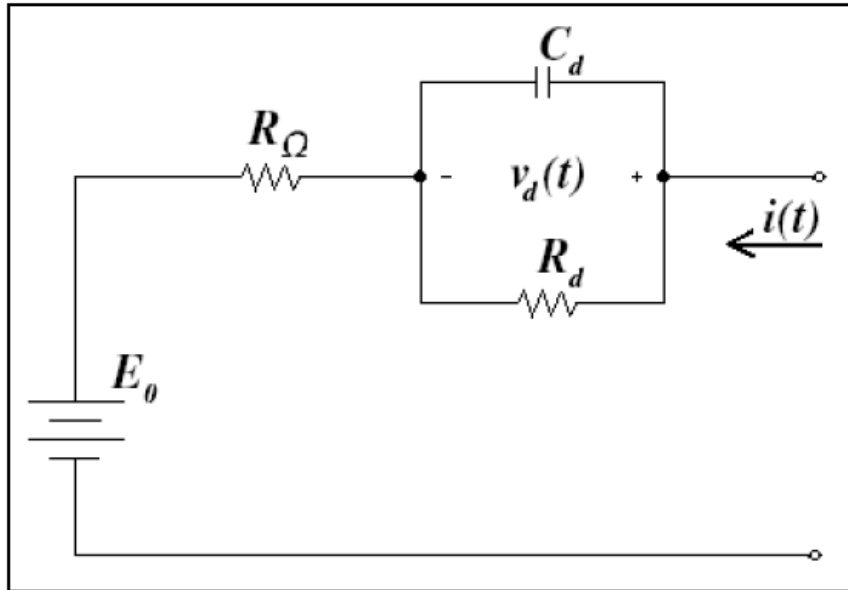 C_d
R_Ω
- v_d(t) +
i(t)
R_d
E_0